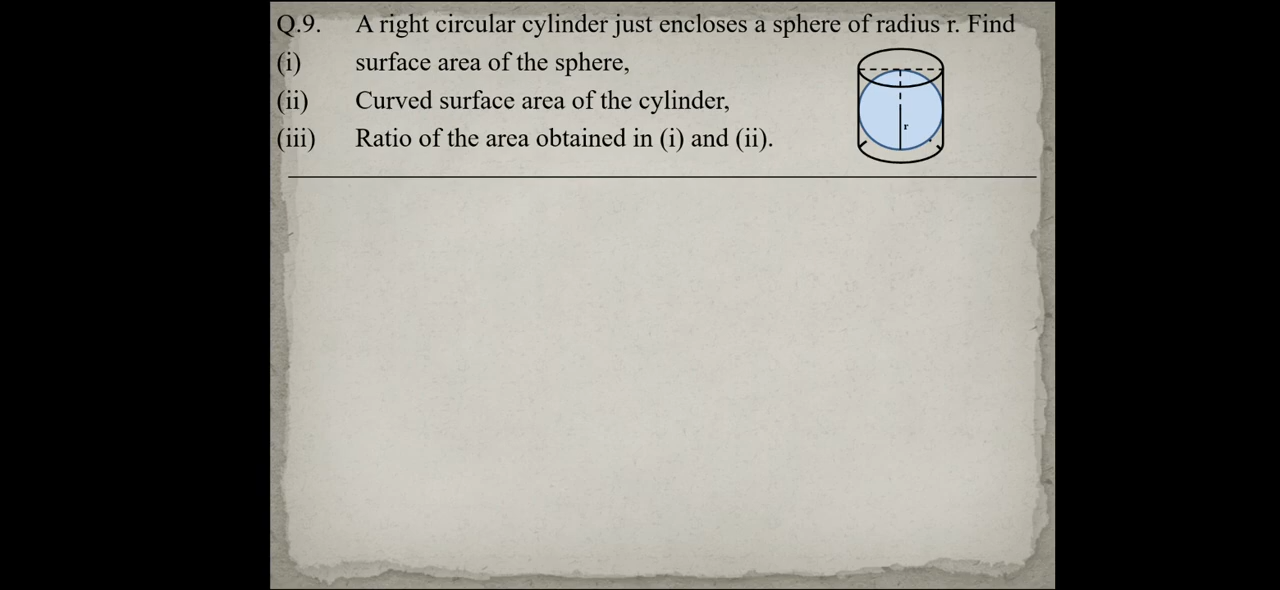 Q.9. A right circular cylinder just encloses a sphere of radius r. Find
(i) surface area of the sphere,
(ii) Curved surface area of the cylinder,
(iii) Ratio of the area obtained in (i) and (ii).
r